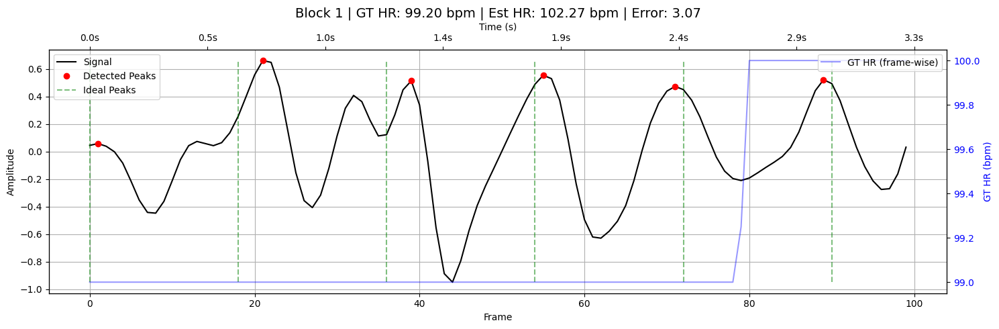 Block 1 | GT HR: 99.20 bpm | Est HR: 102.27 bpm | Error: 3.07
Time (s)
0.0s 0.5s 1.0s 1.4s 1.9s 2.4s 2.9s 3.3s
Signal
Detected Peaks
Ideal Peaks
GT HR (frame-wise)
Amplitude
0.6
0.4
0.2
0.0
−0.2
−0.4
−0.6
−0.8
−1.0
100.0
99.8
99.6
99.4
99.2
99.0
GT HR (bpm)
0 20 40 60 80 100
Frame